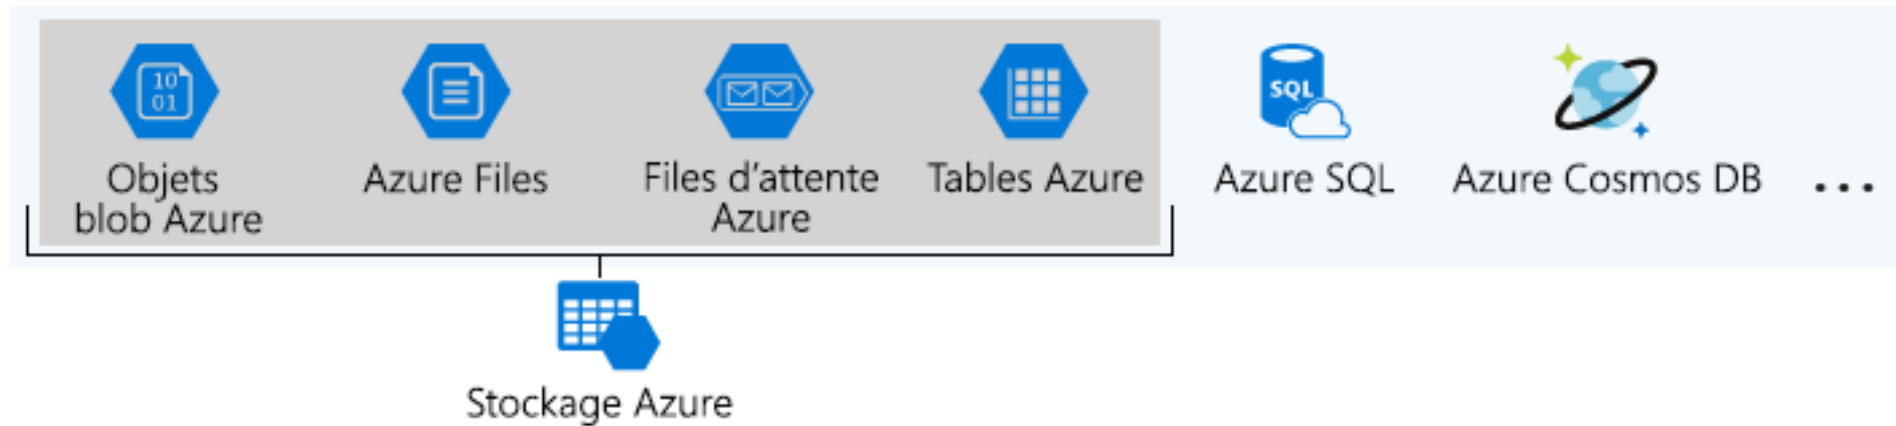 10
01
SQL
Objets
blob Azure
Azure Files
Files d’attente
Azure
Tables Azure
Azure SQL
Azure Cosmos DB
...
Stockage Azure